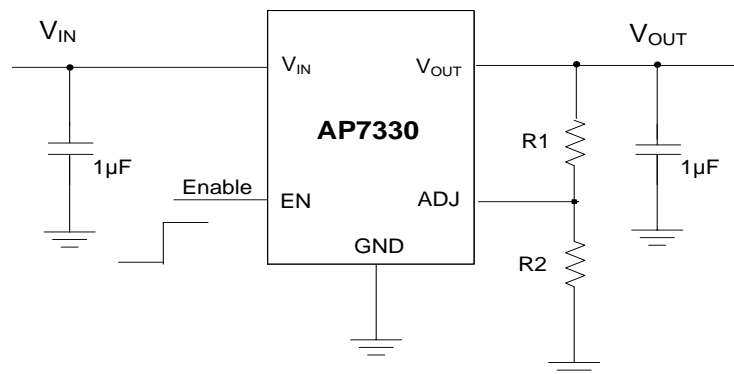 VIN
VOUT
VIN
VOUT
AP7330
R1
1µF
1µF
Enable
EN
ADJ
GND
R2